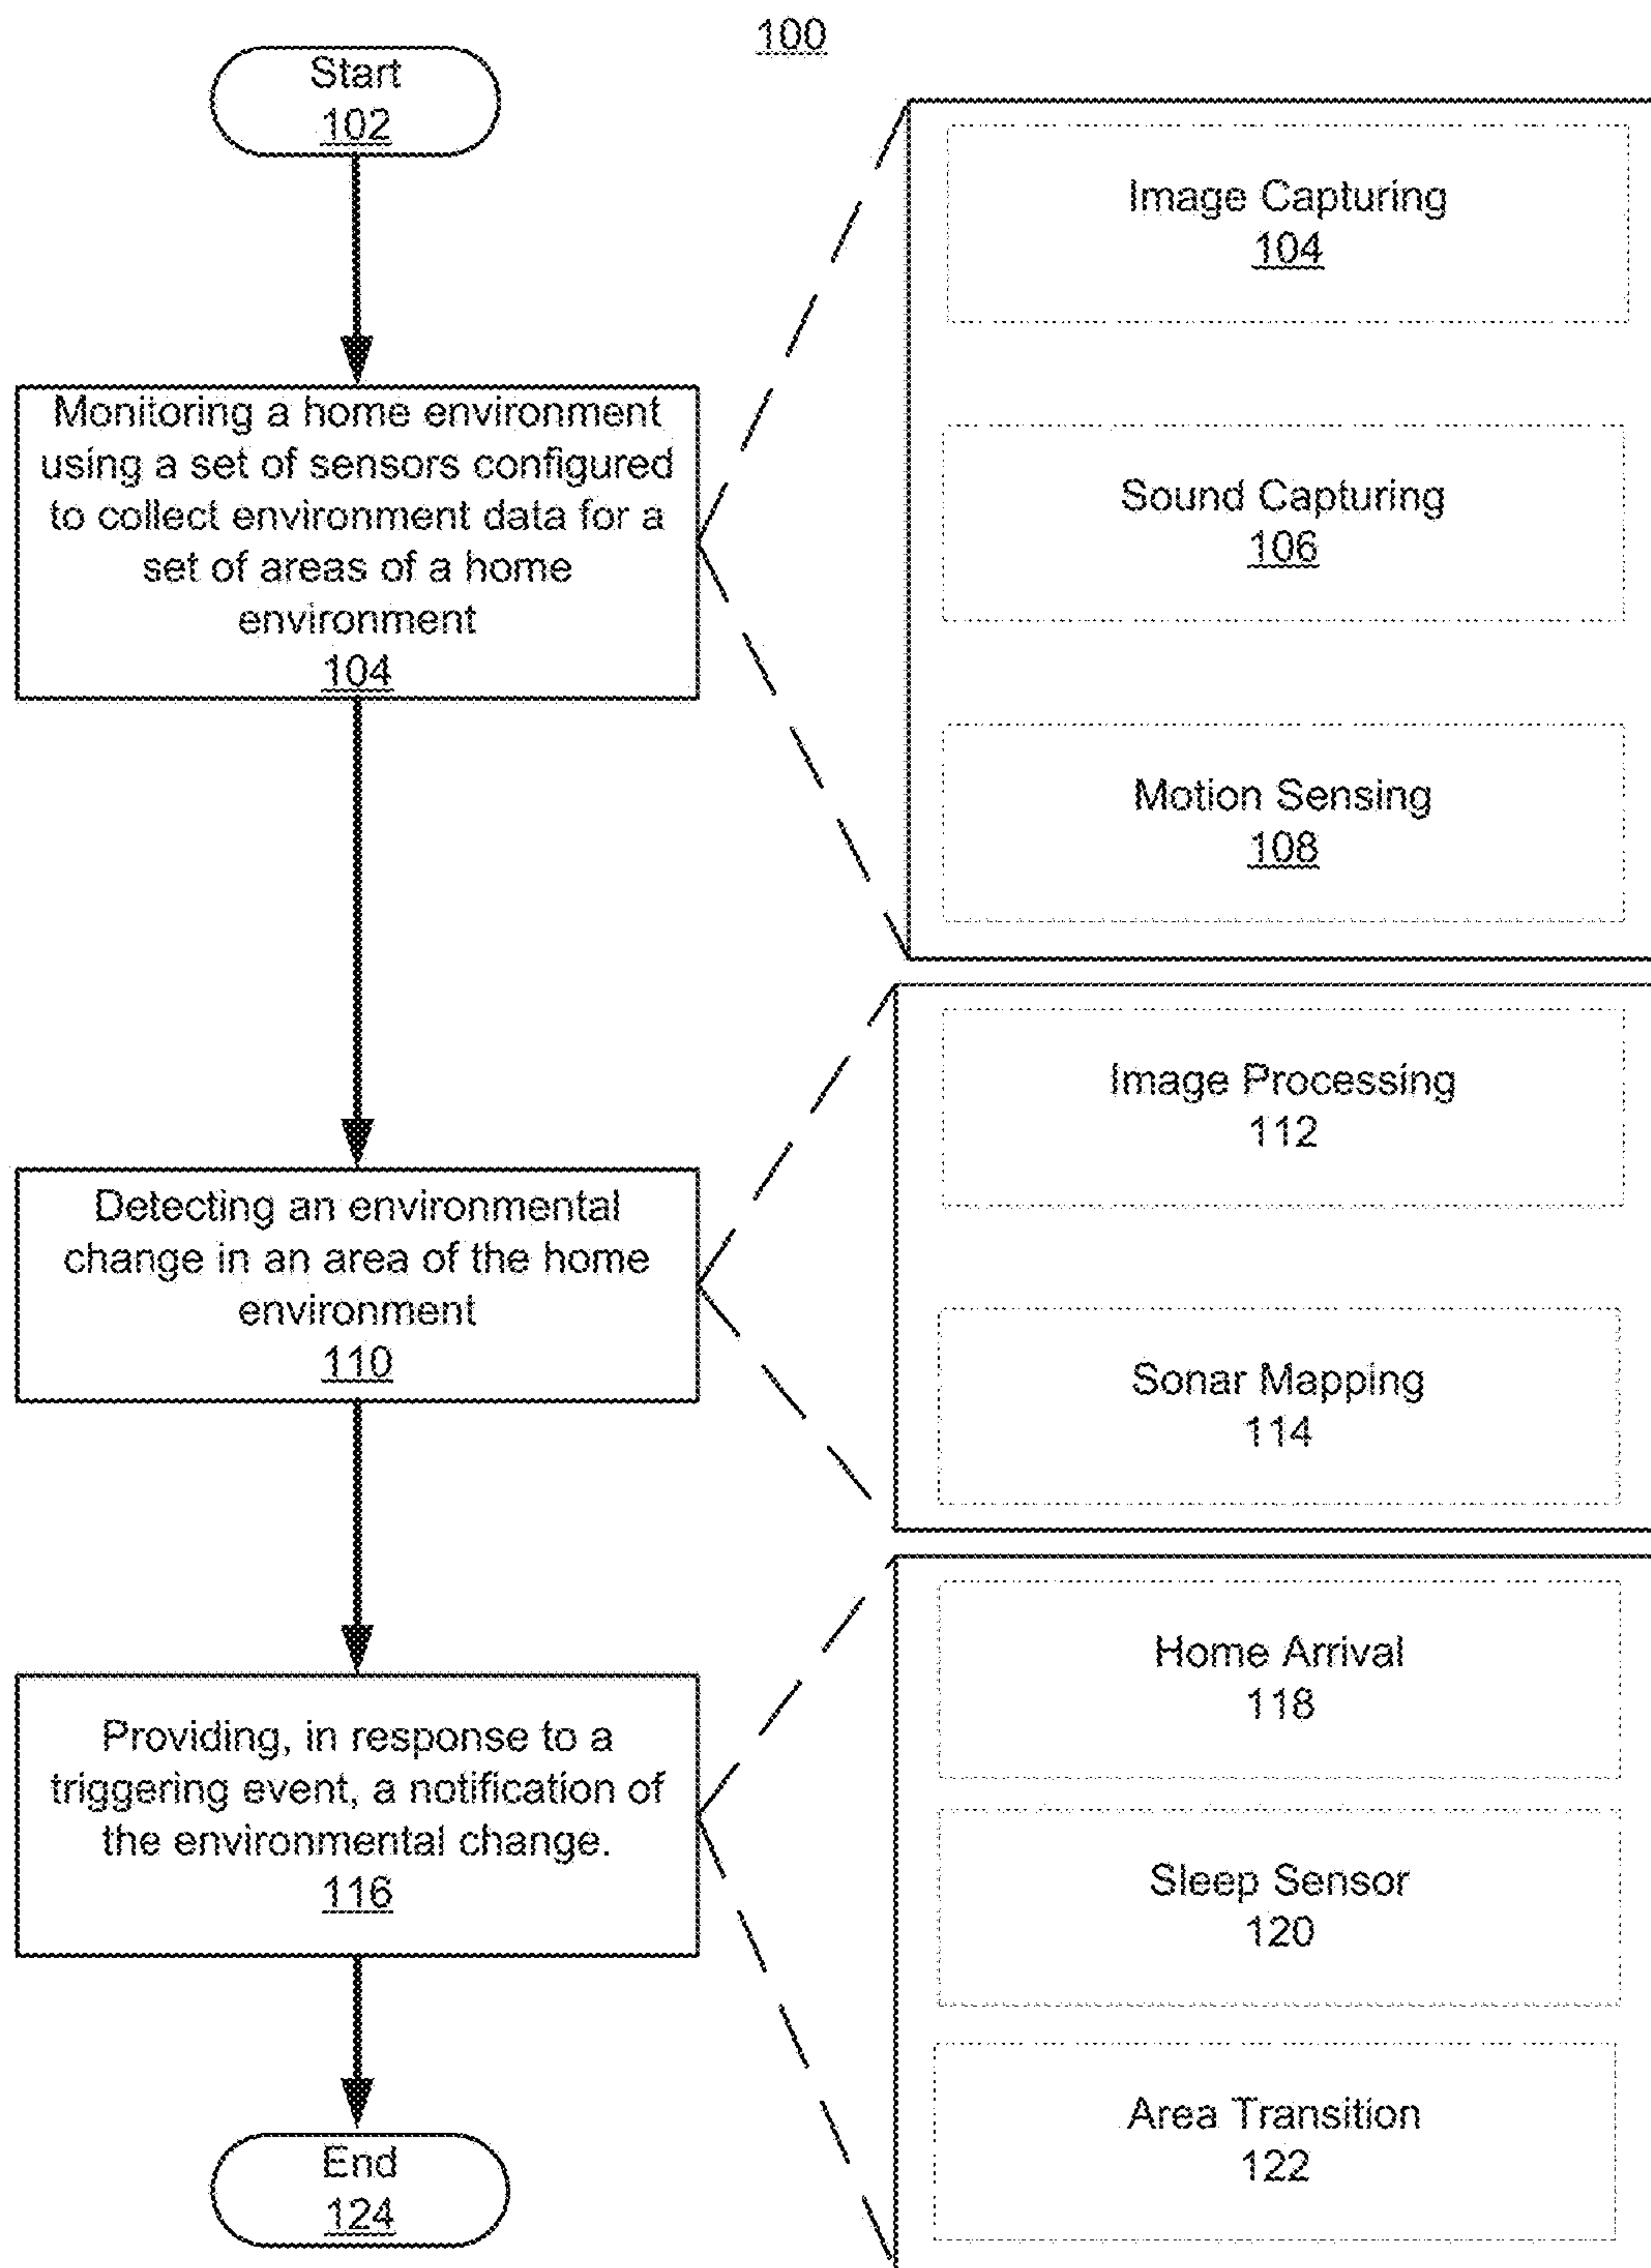 100
Start
102
Monitoring a home environment
using a set of sensors configured
to collect environment data for a
set of areas of a home
environment
104
Image Capturing
104
Sound Capturing
106
Motion Sensing
108
Detecting an environmental
change in an area of the home
environment
110
Image Processing
112
Sonar Mapping
114
Providing, in response to a
triggering event, a notification of
the environmental change.
116
Home Arrival
118
Sleep Sensor
120
Area Transition
122
End
124